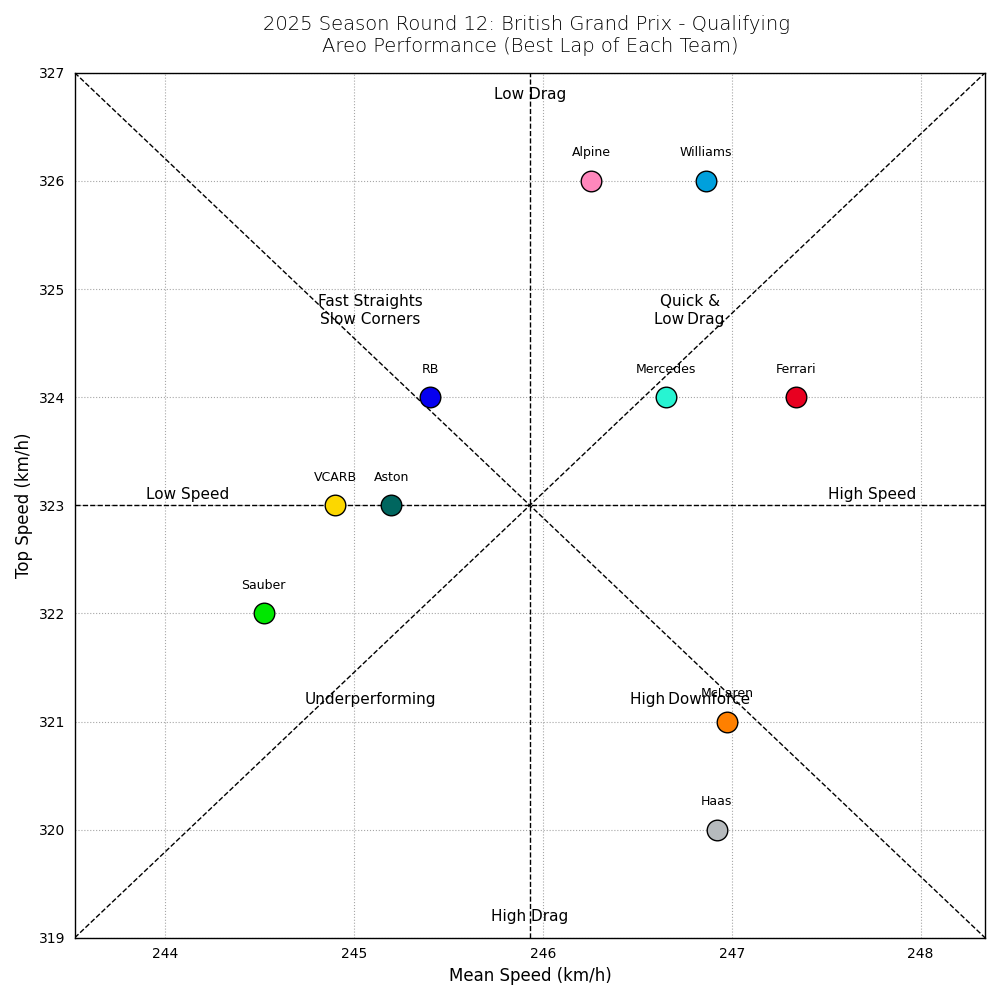 2025 Season Round 12: British Grand Prix - Qualifying
Areo Performance (Best Lap of Each Team)
327
Low Drag
Alpine
Williams
326
325
Fast Straights
Slow Corners
Quick &
Low Drag
RB
Mercedes
Ferrari
324
VCARB
Aston
Low Speed
High Speed
323
Sauber
322
Underperforming
High Downforce
McLaren
321
Haas
320
High Drag
319
244
245
246
247
248
Mean Speed (km/h)
Top Speed (km/h)